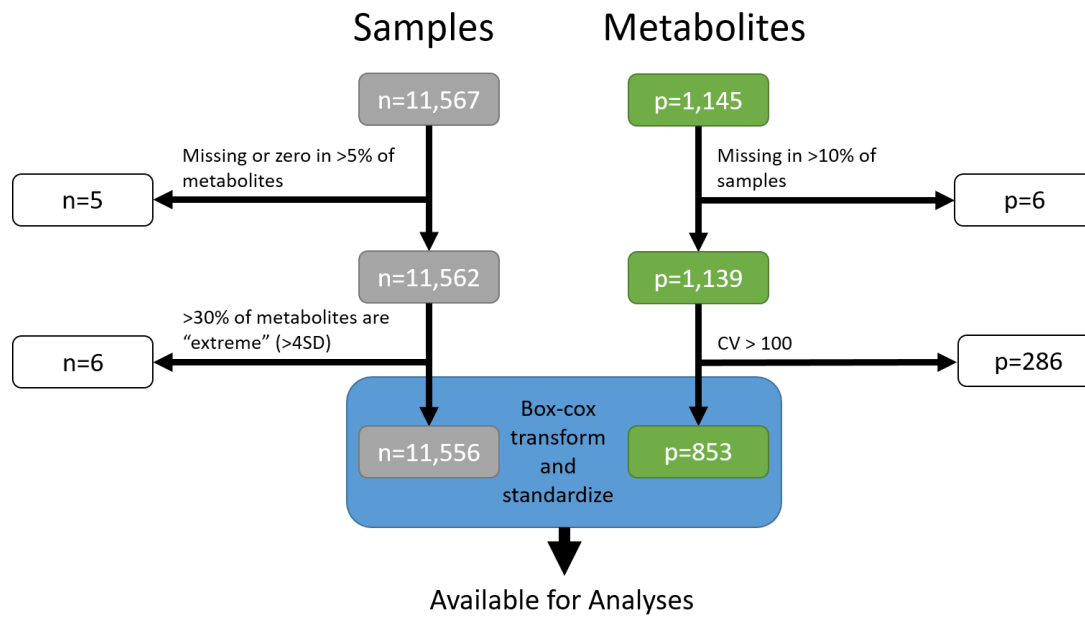 Samples
Metabolites
n=11,567
p=1,145
Missing or zero in >5% of
metabolites
Missing in >10% of
samples
n=5
p=6
n=11,562
p=1,139
>30% of metabolites are
“extreme” (>4SD)
CV > 100
n=6
p=286
Box-cox
transform
and
standardize
n=11,556
p=853
Available for Analyses